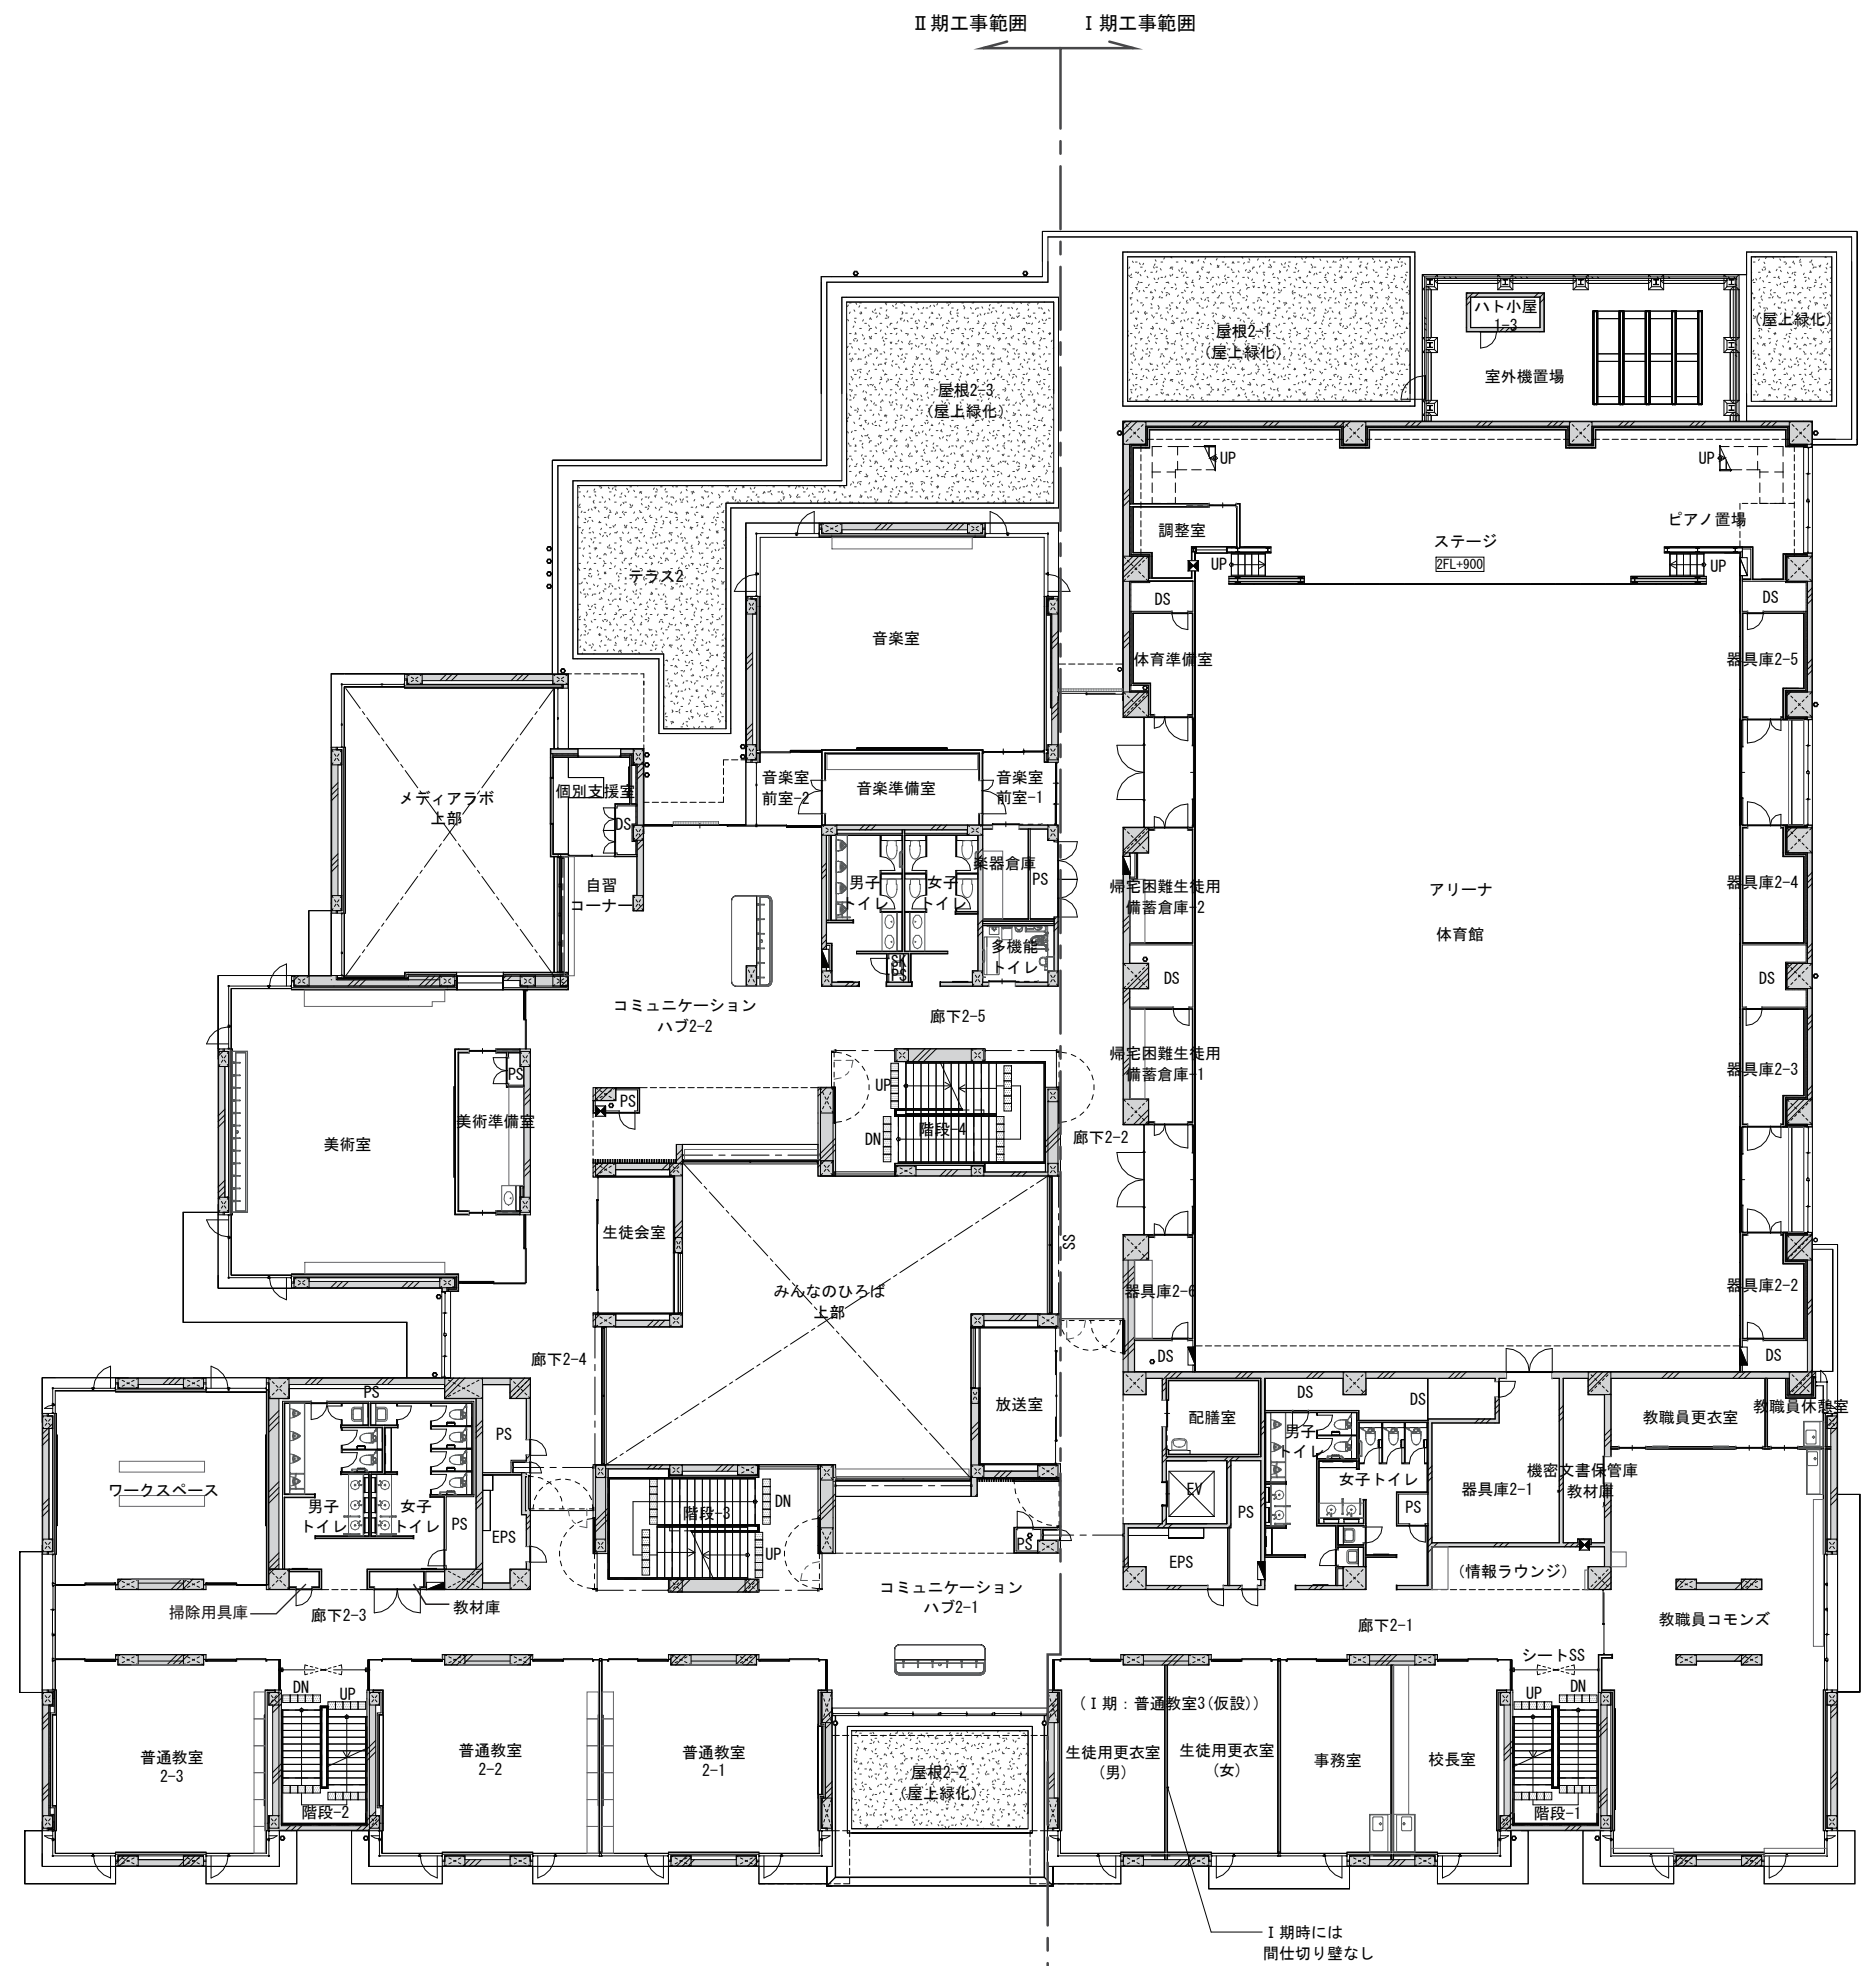 Ⅱ期工事範囲
Ⅰ期工事範囲
ハト小屋
1-3
屋根2-1
(屋上緑化)
(屋上緑化)
室外機置場
屋根2-3
(屋上緑化)
UP
UP
調整室
ピアノ置場
ステージ
2FL+900
UP
UP
テラス2
DS
DS
音楽室
体育準備室
器具庫2-5
メディアラボ
上部
個別支援室
DS
音楽室
前室-2
音楽準備室
音楽室
前室-1
自習
コーナー
男子
トイレ
女子
トイレ
楽器倉庫
PS
帰宅困難生徒用
備蓄倉庫-2
アリーナ
体育館
器具庫2-4
SK
PS
多機能
トイレ
DS
DS
コミュニケーション
ハブ2-2
廊下2-5
帰宅困難生徒用
備蓄倉庫-1
器具庫2-3
PS
美術準備室
美術室
PS
UP
DN
階段-4
廊下2-2
生徒会室
SS
みんなのひろば
上部
器具庫2-6
器具庫2-2
廊下2-4
DS
DS
放送室
PS
PS
配膳室
DS
DS
男子
トイレ
女子トイレ
教職員更衣室
教職員休憩室
ワークスペース
男子
トイレ
女子
トイレ
PS
EPS
階段-3
DN
UP
PS
EV
PS
EPS
PS
器具庫2-1
機密文書保管庫
教材庫
(情報ラウンジ)
コミュニケーション
ハブ2-1
掃除用具庫
廊下2-3
教材庫
廊下2-1
教職員コモンズ
シートSS
DN
UP
UP
DN
(Ⅰ期：普通教室3(仮設))
普通教室
2-3
普通教室
2-2
普通教室
2-1
屋根2-2
(屋上緑化)
生徒用更衣室
(男)
生徒用更衣室
(女)
事務室
校長室
階段-2
階段-1
Ⅰ期時には
間仕切り壁なし